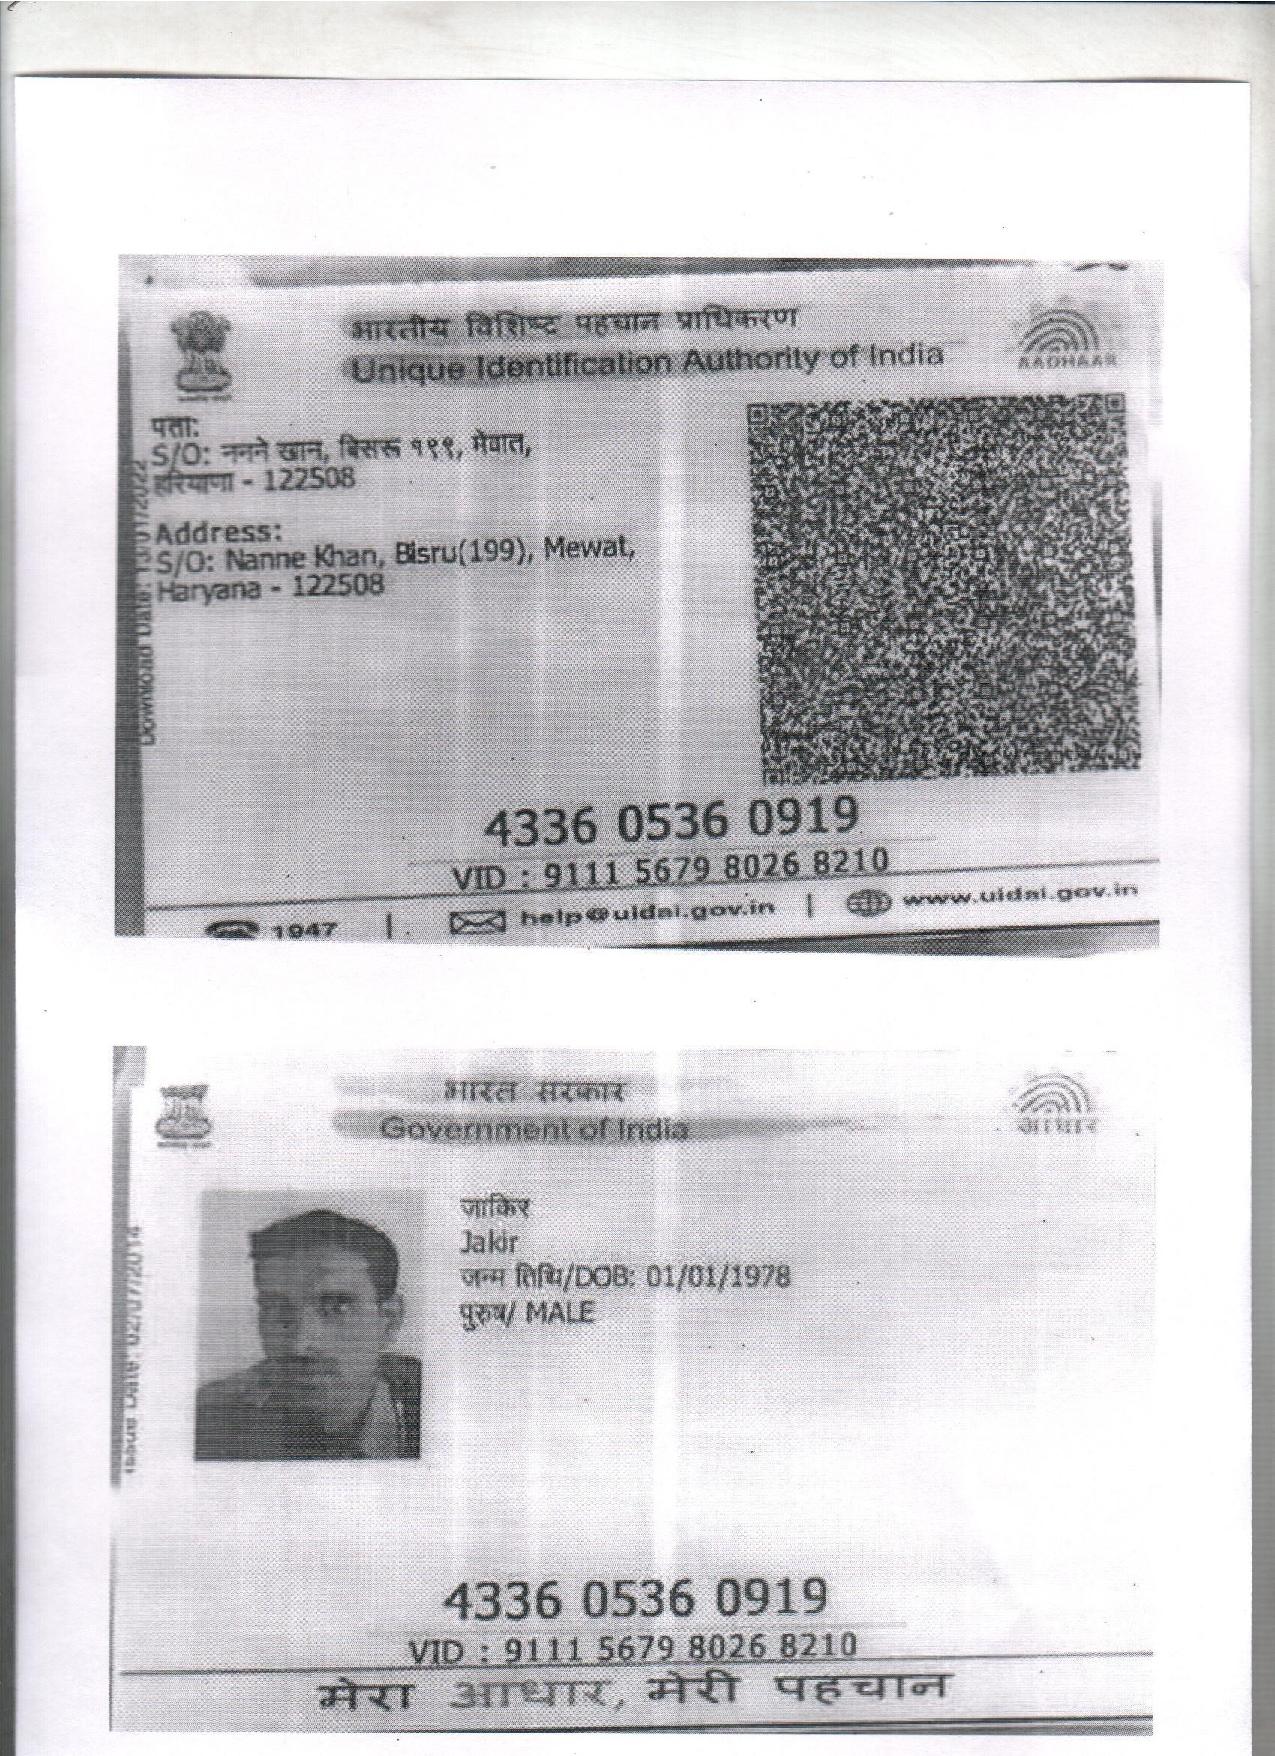 भारतीय विशिष्ट पहचान प्राधिकरण
Unique Identification Authority of India
AADHAAR
पता:
S/O: नन्ने खान, बिसरू १९९, मेवात,
हरियाणा - 122508
Address:
S/O: Nanne Khan, Bisru(199), Mewat,
Haryana - 122508
Download Date: 13/01/2022
4336 0536 0919
VID : 9111 5679 8026 8210
1947 | help@uidai.gov.in | www.uidai.gov.in
भारत सरकार
Government of India
आधार
जाकिर
Jakir
जन्म तिथि/DOB: 01/01/1978
पुरुष/ MALE
Issue Date: 02/07/2014
4336 0536 0919
VID : 9111 5679 8026 8210
मेरा आधार, मेरी पहचान